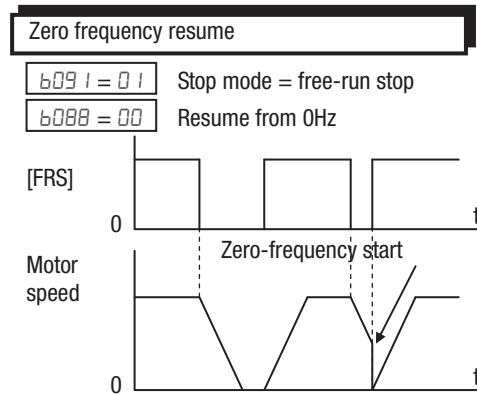 Zero frequency resume
b091 = 01 Stop mode = free-run stop
b088 = 00 Resume from 0Hz
[FRS]
0
t
Zero-frequency start
Motor
speed
0
t